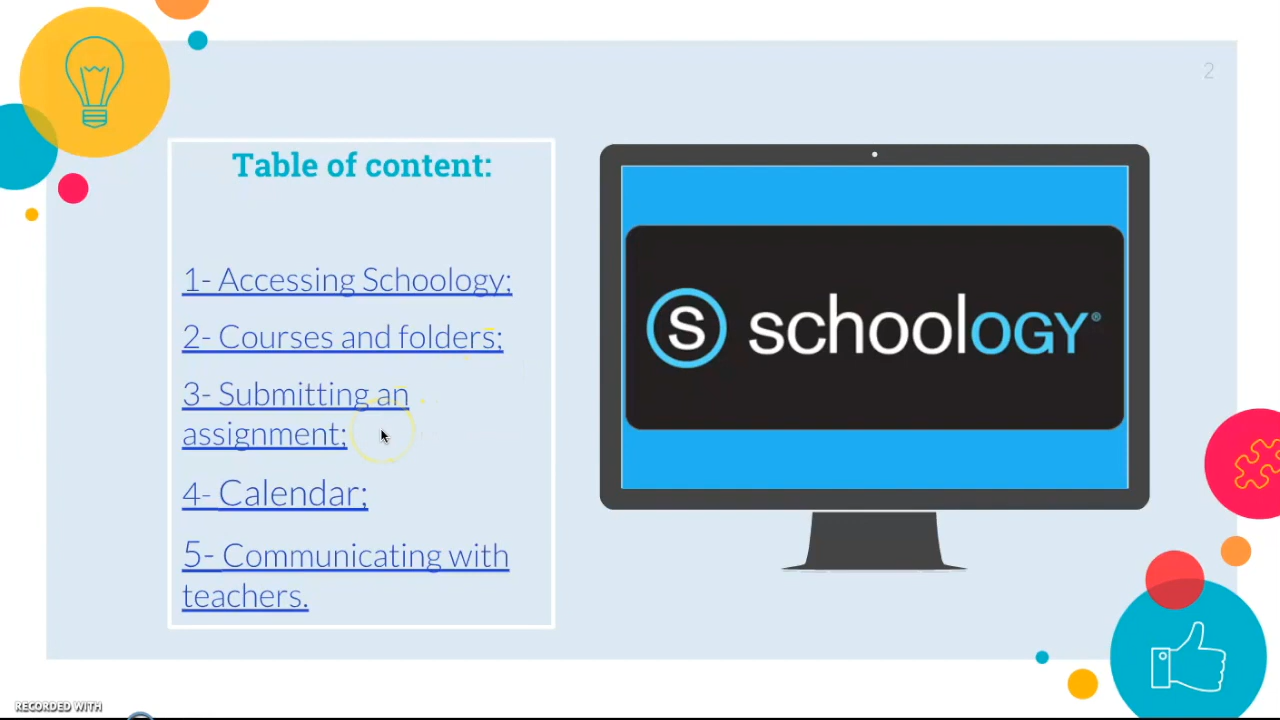 2
Table of content:
1- Accessing Schoology;
2- Courses and folders;
3- Submitting an
assignment;
4- Calendar;
5- Communicating with
teachers.
S schoology®
RECORDED WITH